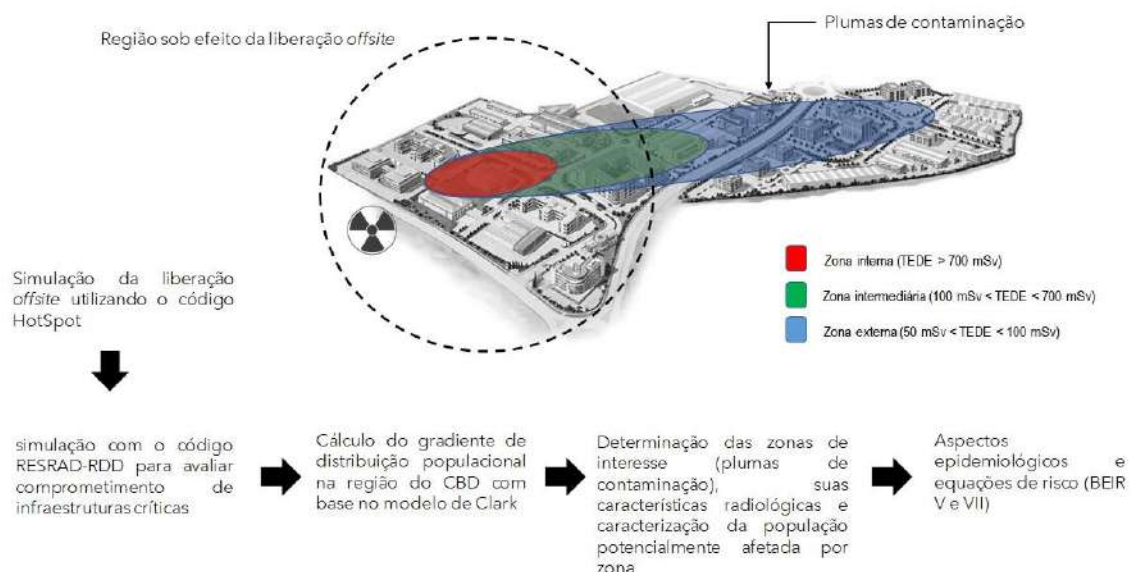 Plumas de contaminação
Região sob efeito da liberação offsite
Zona interna (TEDE > 700 mSv)
Zona intermediária (100 mSv < TEDE < 700 mSv)
Zona externa (50 mSv < TEDE < 100 mSv)
Simulação da liberação
offsite utilizando o código
HotSpot
simulação com o código
RESRAD-RDD para avaliar
comprometimento de
infraestruturas críticas
Cálculo do gradiente de
distribuição populacional
na região do CBD com
base no modelo de Clark
Determinação das zonas de
interesse (plumas de
contaminação), suas
características radiológicas e
caracterização da população
potencialmente afetada por
zona
Aspectos
epidemiológicos e
equações de risco (BEIR
V e VII)